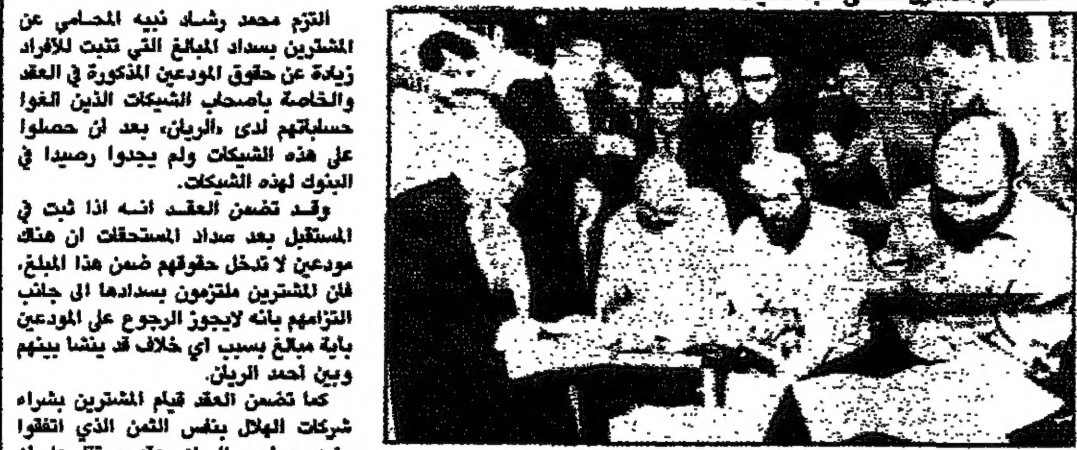 التزم محمد رشاد نبيه المحامي عن
المشترين بسداد المبالغ التي تثبت للأفراد
زيادة عن حقوق المودعين المذكورة في العقد
والخاصة بأصحاب الشيكات الذين الغوا
حساباتهم لدى «الريان» بعد ان حصلوا
على هذه الشيكات ولم يجدوا رصيدا في
البنوك لهذه الشيكات.
وقد تضمن العقد انه اذا ثبت في
المستقبل بعد سداد المستحقات ان هناك
مودعين لا تدخل حقوقهم ضمن هذا المبلغ،
فان المشترين ملتزمون بسدادها الى جانب
التزامهم بانه لايجوز الرجوع على المودعين
باية مبالغ بسبب اي خلاف قد ينشا بينهم
وبين احمد الريان.
كما تضمن العقد قيام المشترين بشراء
شركات الهلال بنفس الثمن الذي اتفقوا